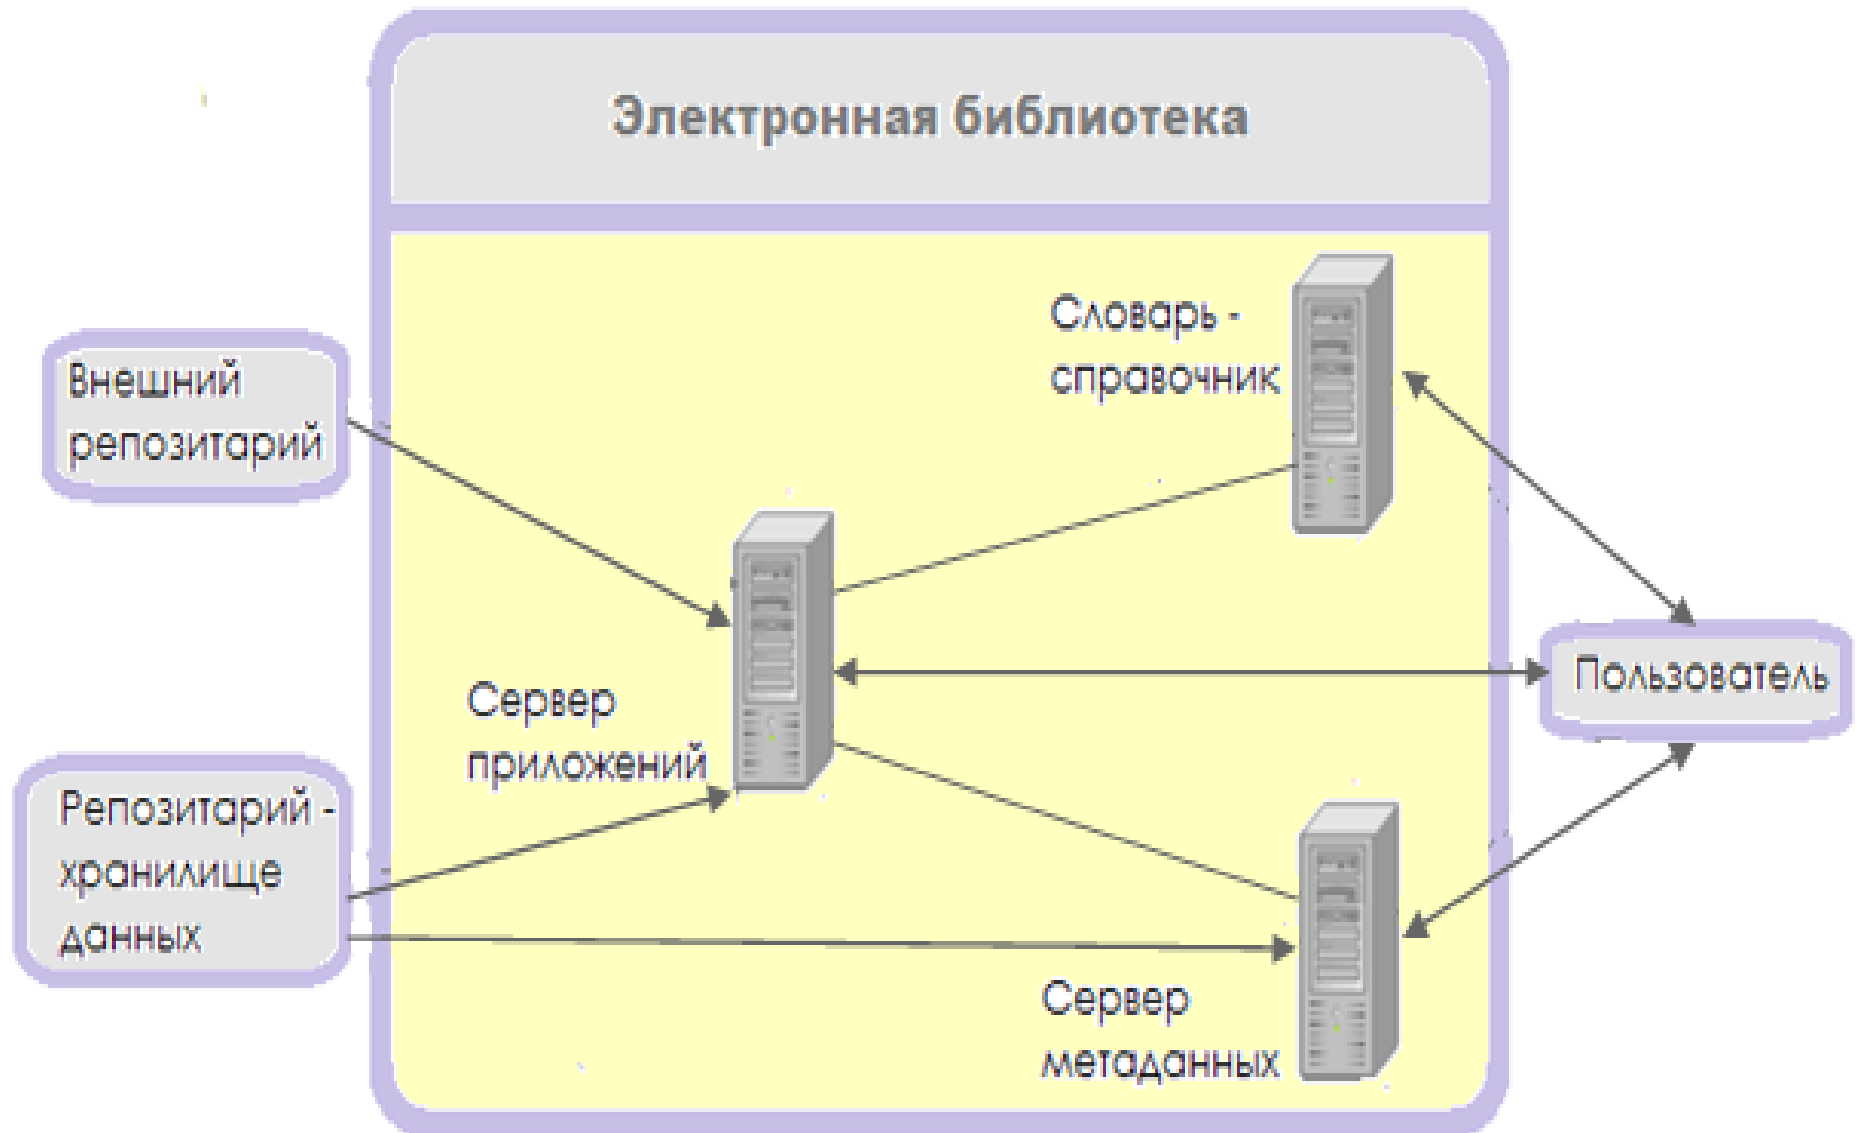 Электронная библиотека
Словарь -
справочник
Внешний
репозитарий
Пользователь
Сервер
приложений
Репозитарий -
хранилище
данных
Сервер
метаданных